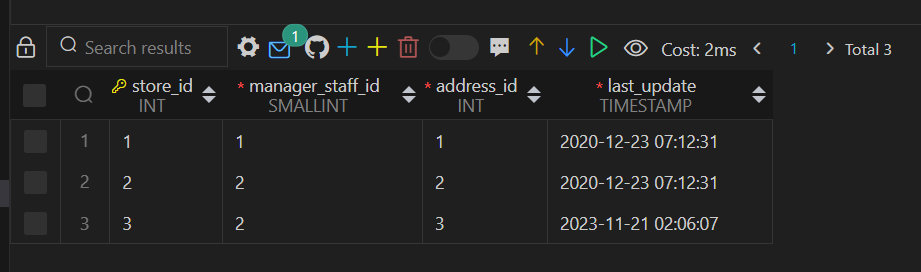 Search results 1 Cost: 2ms 1 Total 3
store_id * manager_staff_id * address_id * last_update
INT SMALLINT INT TIMESTAMP
1 1 1 1 2020-12-23 07:12:31
2 2 2 2 2020-12-23 07:12:31
3 3 2 3 2023-11-21 02:06:07